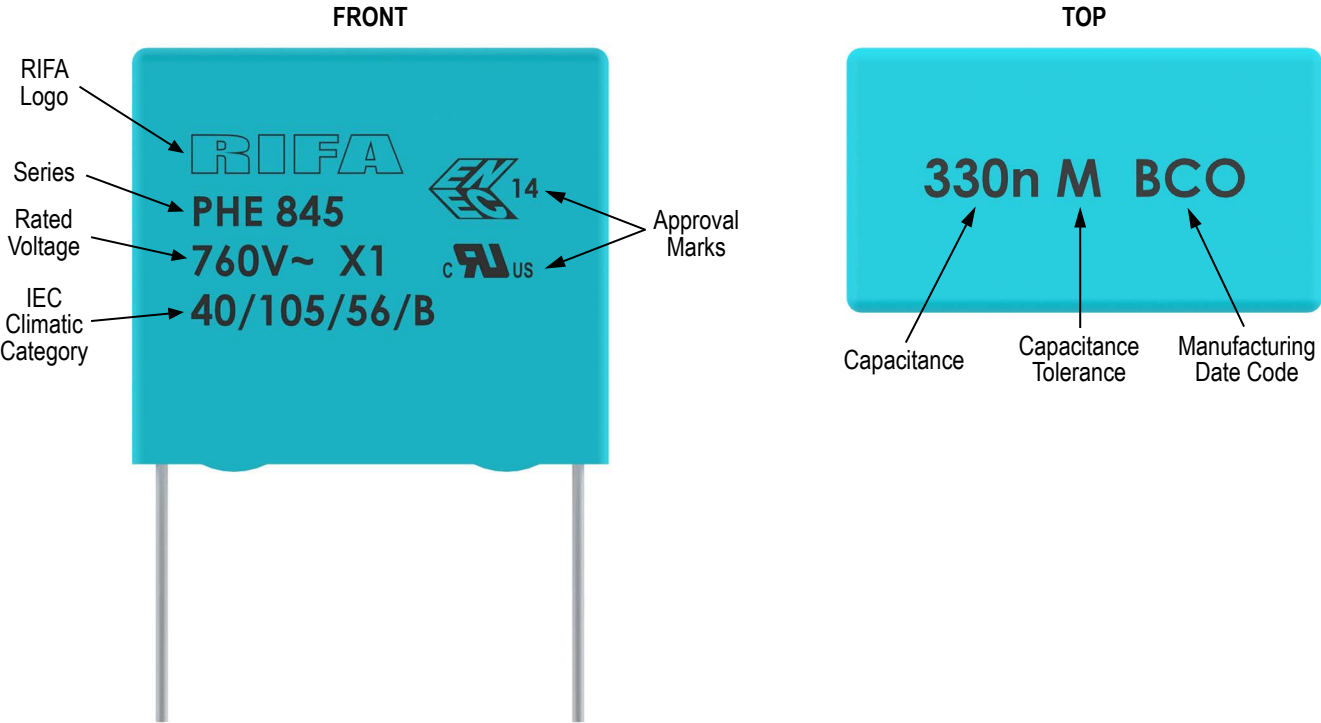 FRONT
RIFA
Logo
Series
Rated
Voltage
IEC
Climatic
Category
RIFA
PHE 845
760V~ X1
40/105/56/B
EN
EC
14
C RU US
Approval
Marks
TOP
330n M BCO
Capacitance
Capacitance
Tolerance
Manufacturing
Date Code